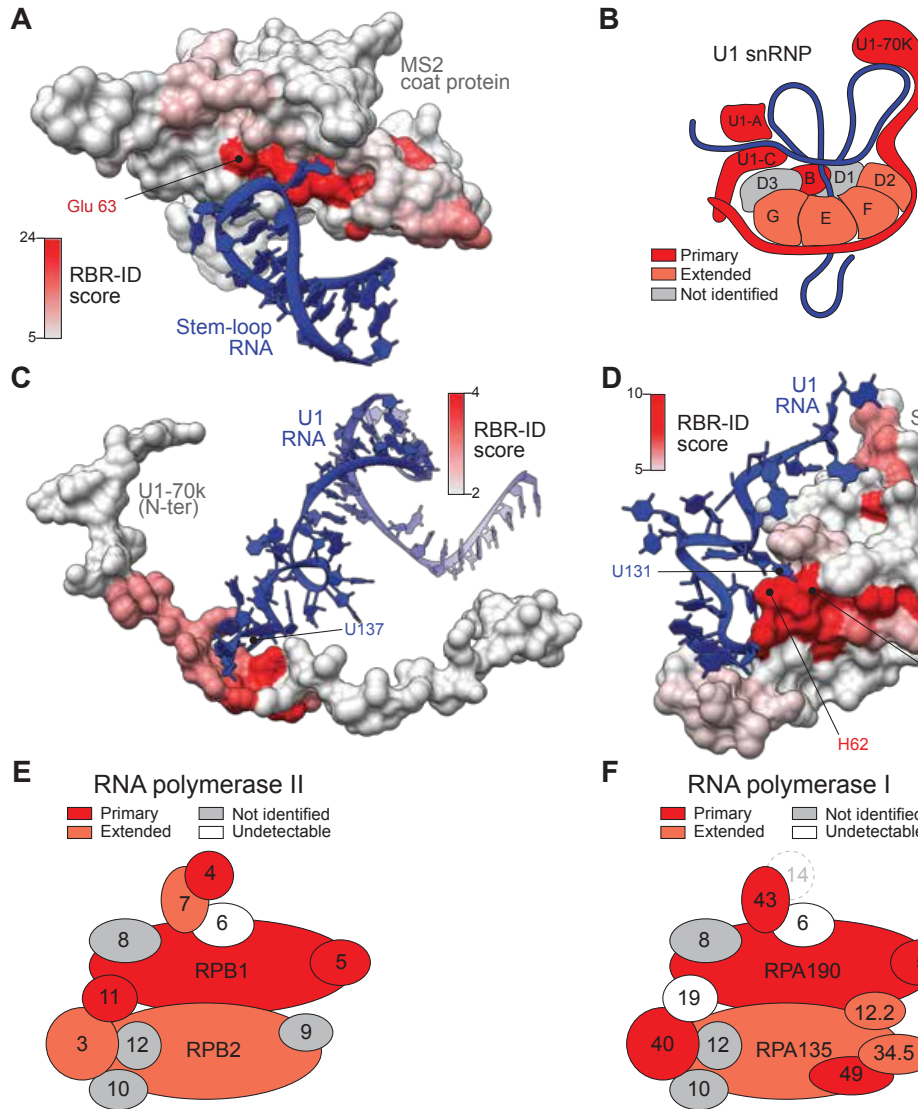 A
MS2
coat protein
Glu 63
24
5
RBR-ID
score
Stem-loop
RNA
B
U1 snRNP
U1-70K
U1-A
U1-C
D3
B
D1
D2
G
E
F
Primary
Extended
Not identified
C
U1
RNA
4
2
RBR-ID
score
U1-70k
(N-ter)
U137
D
10
5
RBR-ID
score
U1
RNA
S
U131
H62
E
RNA polymerase II
Primary
Not identified
Extended
Undetectable
4
7
6
8
5
RPB1
11
3
12
RPB2
9
10
F
RNA polymerase I
Primary
Not identified
Extended
Undetectable
14
43
6
8
RPA190
19
12.2
40
12
RPA135
34.5
49
10